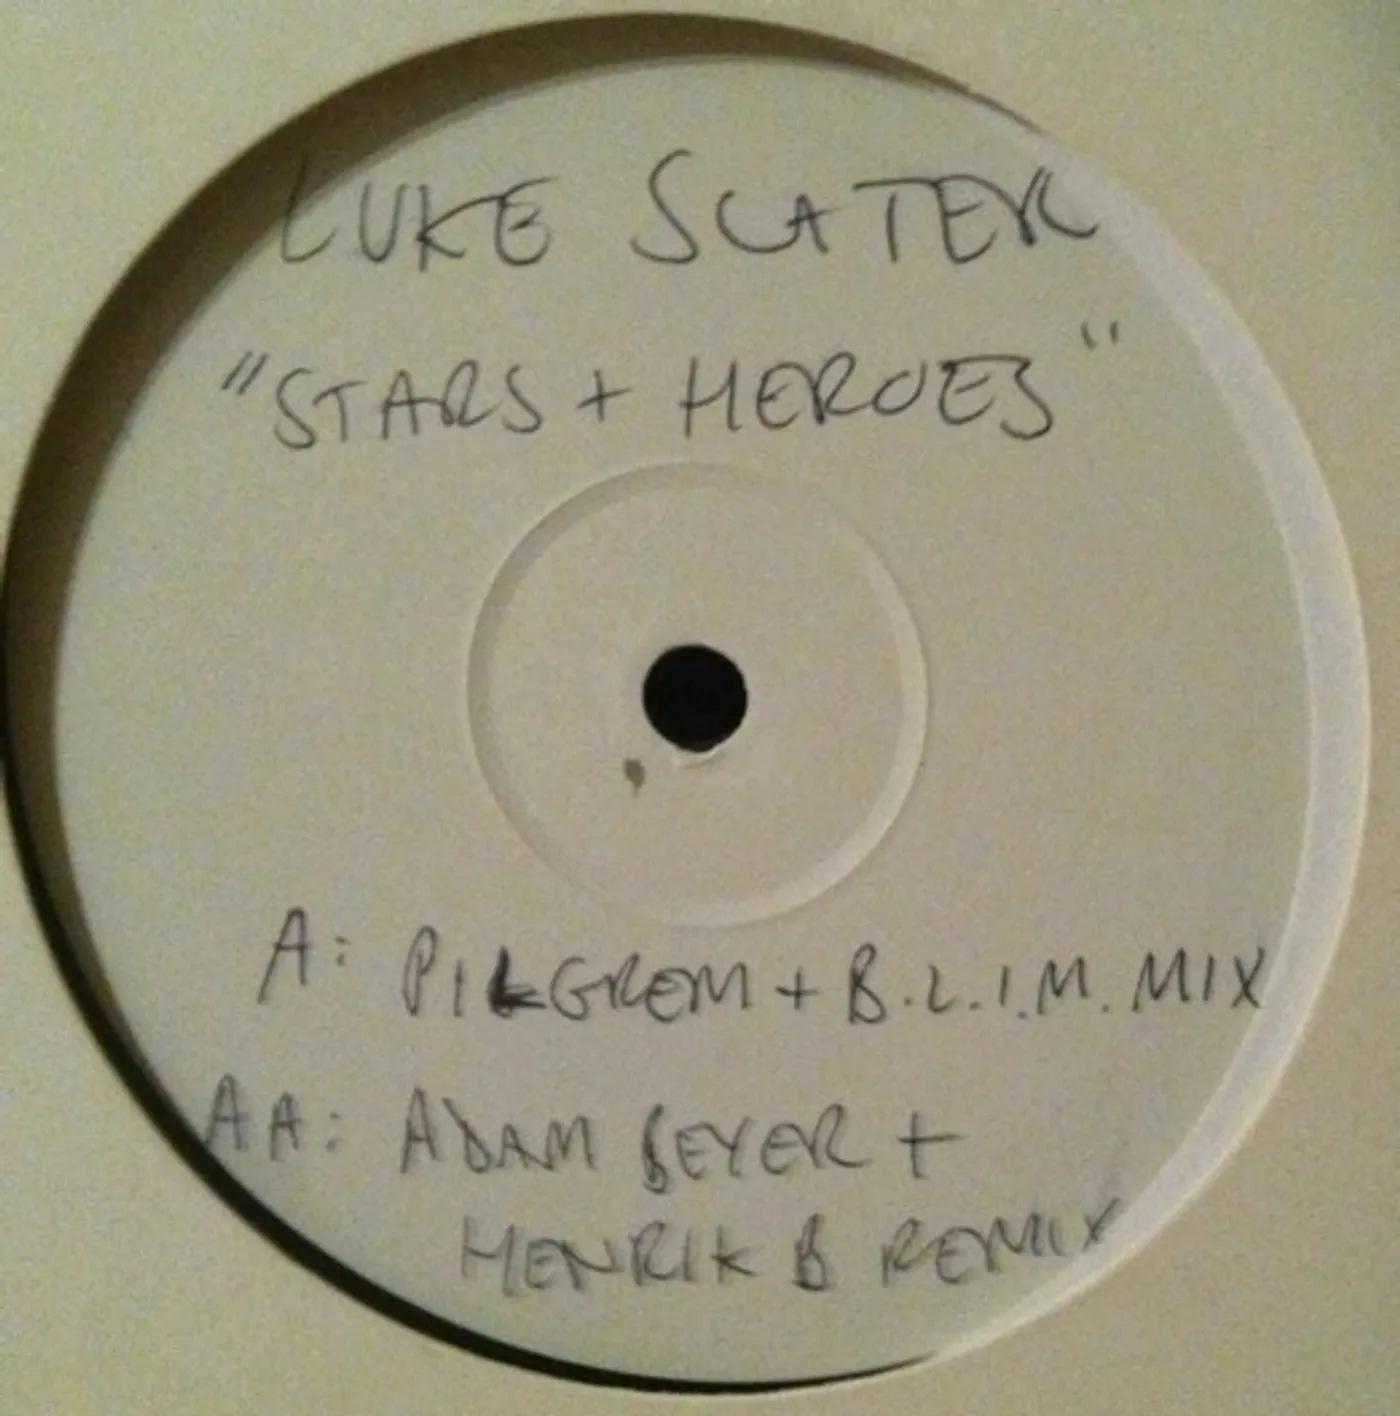 LUKE SLATER
"STARS + HEROES"
A: PILGREM + B.L.I.M. MIX
AA: ADAM BEYER +
HENRIK B REMIX